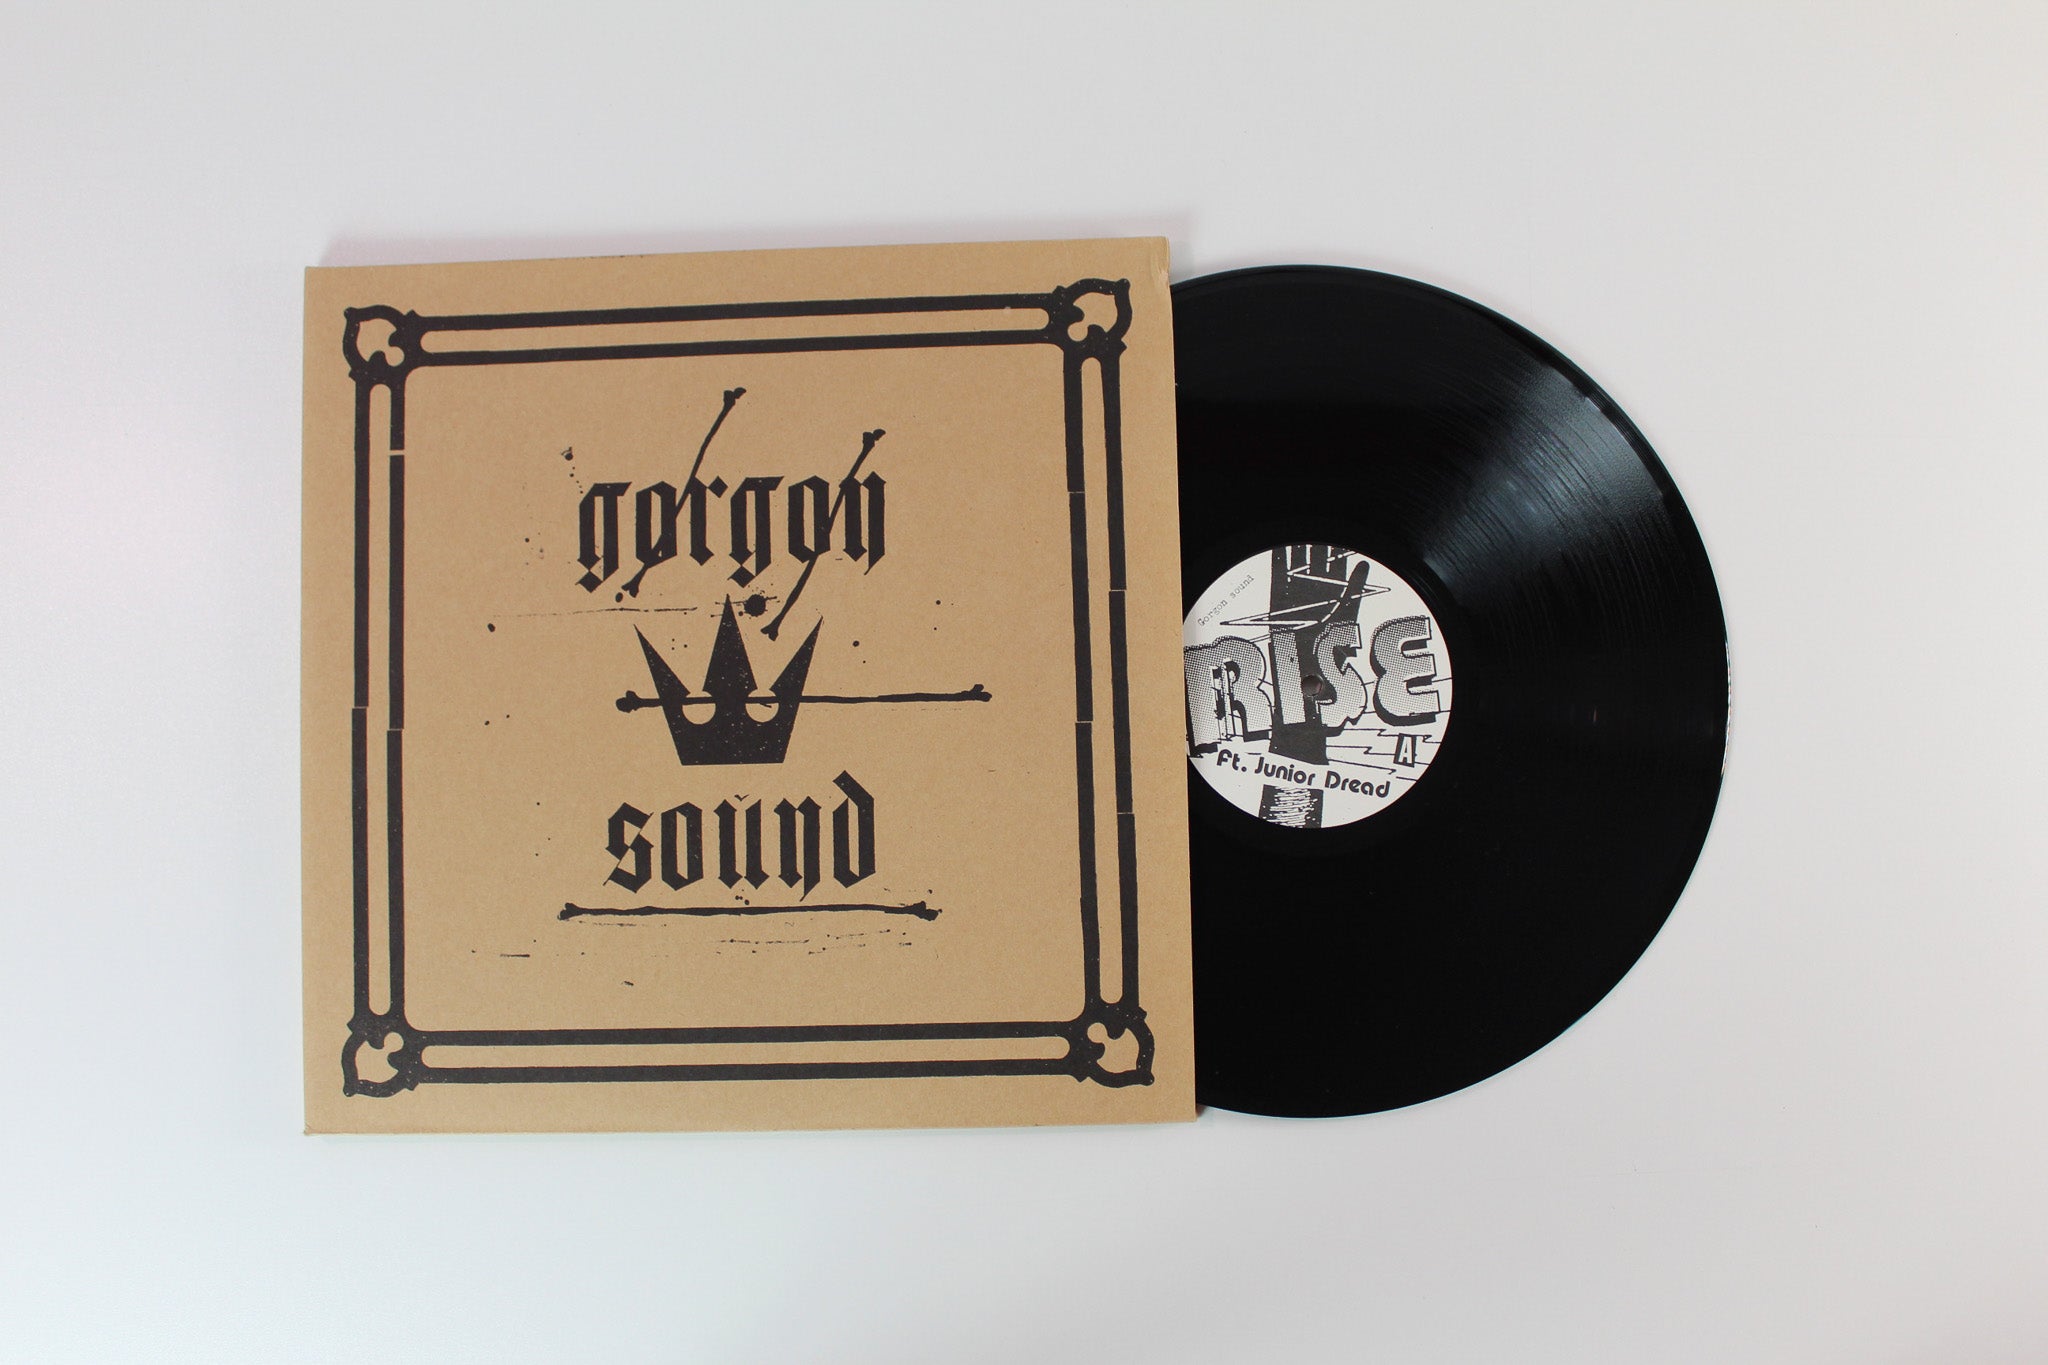 gorgon
sound
Gorgon sound
RISE
A
ft. Junior Dread